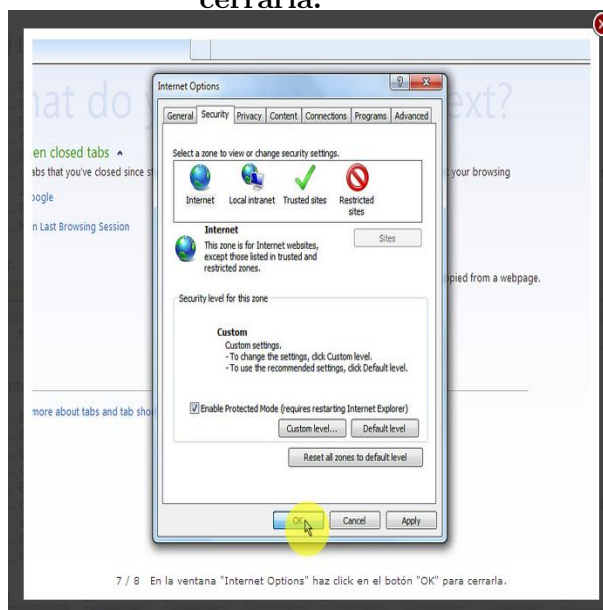 cerrarla.
hat do
ext?
Internet Options
General Security Privacy Content Connections Programs Advanced
en closed tabs
Select a zone to view or change security settings.
abs that you've closed since
your browsing
oogle
Internet Local intranet Trusted sites Restricted sites
n Last Browsing Session
Internet
Sites
This zone is for Internet websites,
except those listed in trusted and
restricted zones.
opied from a webpage.
Security level for this zone
Custom
Custom settings.
- To change the settings, click Custom level.
- To use the recommended settings, click Default level.
more about tabs and tab
Enable Protected Mode (requires restarting Internet Explorer)
Custom level... Default level
Reset all zones to default level
OK Cancel Apply
7 / 8 En la ventana "Internet Options" haz click en el botón "OK" para cerrarla.